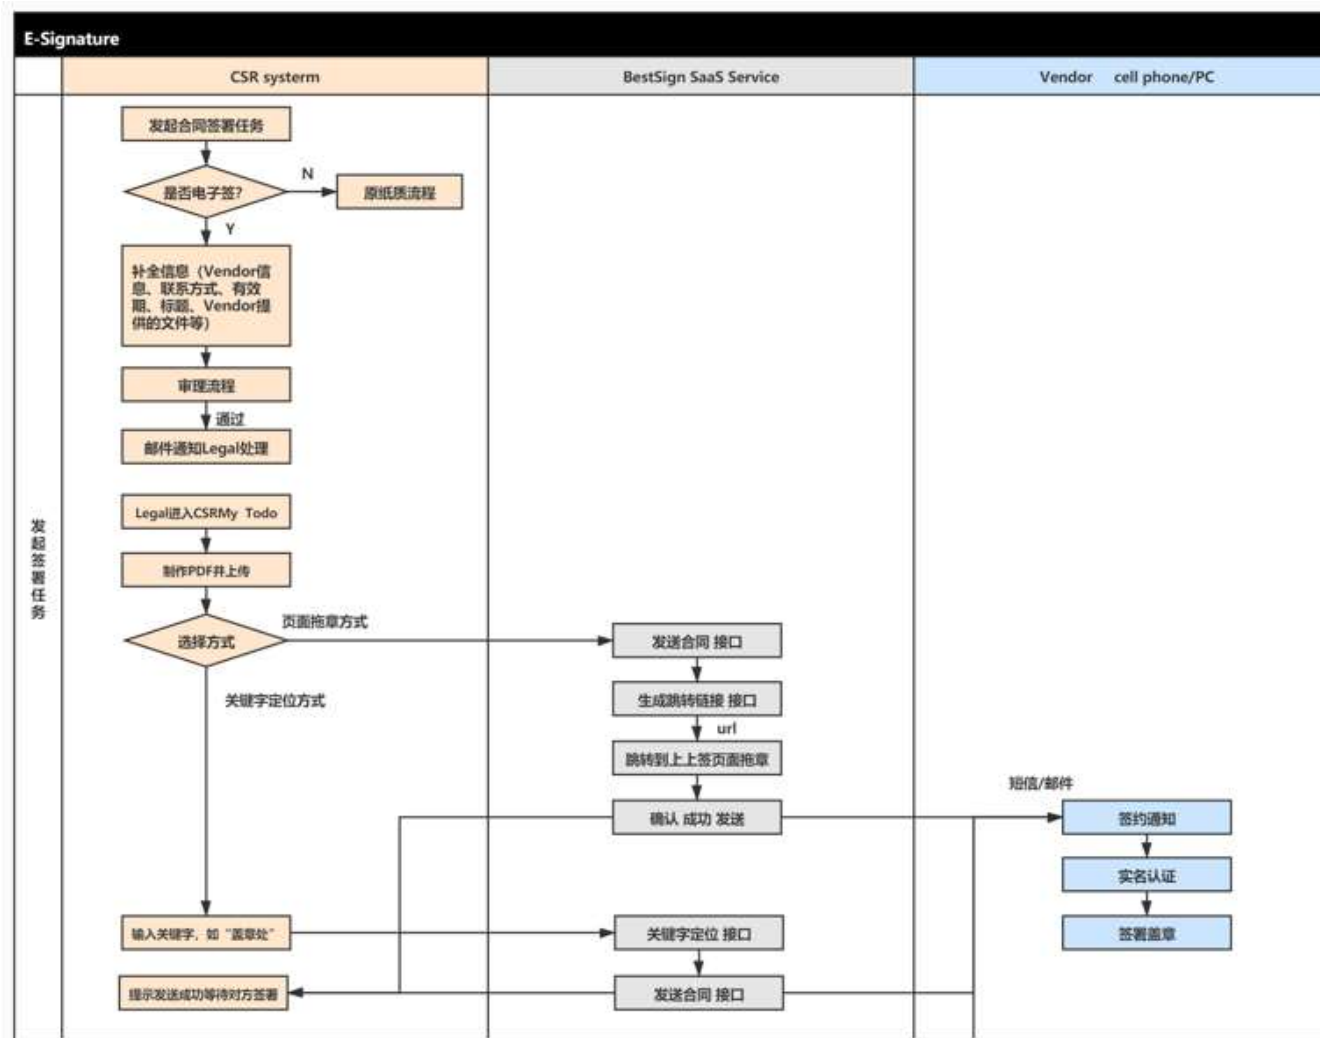 E-Signature
CSR systerm
BestSign SaaS Service
Vendor cell phone/PC
发起签署任务
发起合同签署任务
是否电子签?
N
原纸质流程
Y
补全信息（Vendor信
息、联系方式、有效
期、标题、Vendor提
供的文件等）
审理流程
通过
邮件通知Legal处理
Legal进入CSRMy Todo
制作PDF并上传
选择方式
页面拖章方式
关键字定位方式
发送合同 接口
生成跳转链接 接口
url
跳转到上上签页面拖章
确认 成功 发送
短信/邮件
签约通知
实名认证
签署盖章
输入关键字，如“盖章处”
关键字定位 接口
提示发送成功等待对方签署
发送合同 接口